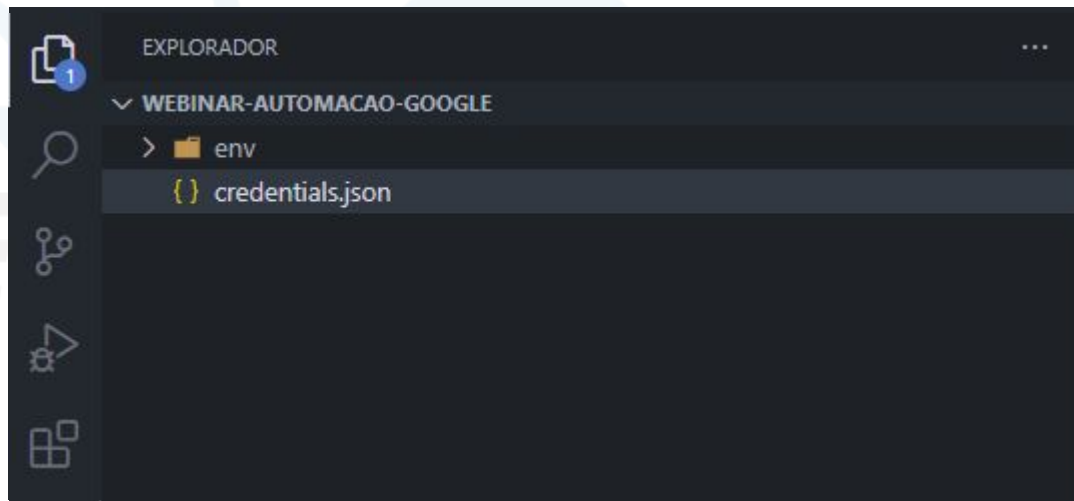 EXPLORADOR ...
1
WEBINAR-AUTOMACAO-GOOGLE
env
{ } credentials.json